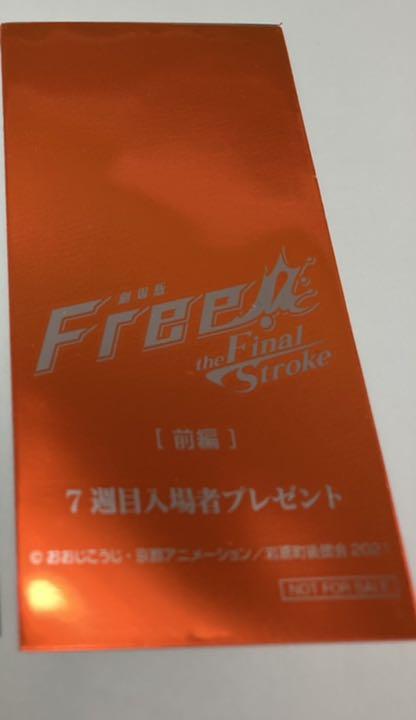 劇場版
Free!
the Final
Stroke
[ 前編 ]
7週目入場者プレゼント
© おおじこうじ・京都アニメーション/岩鳶町後援会 2021
NOT FOR SALE